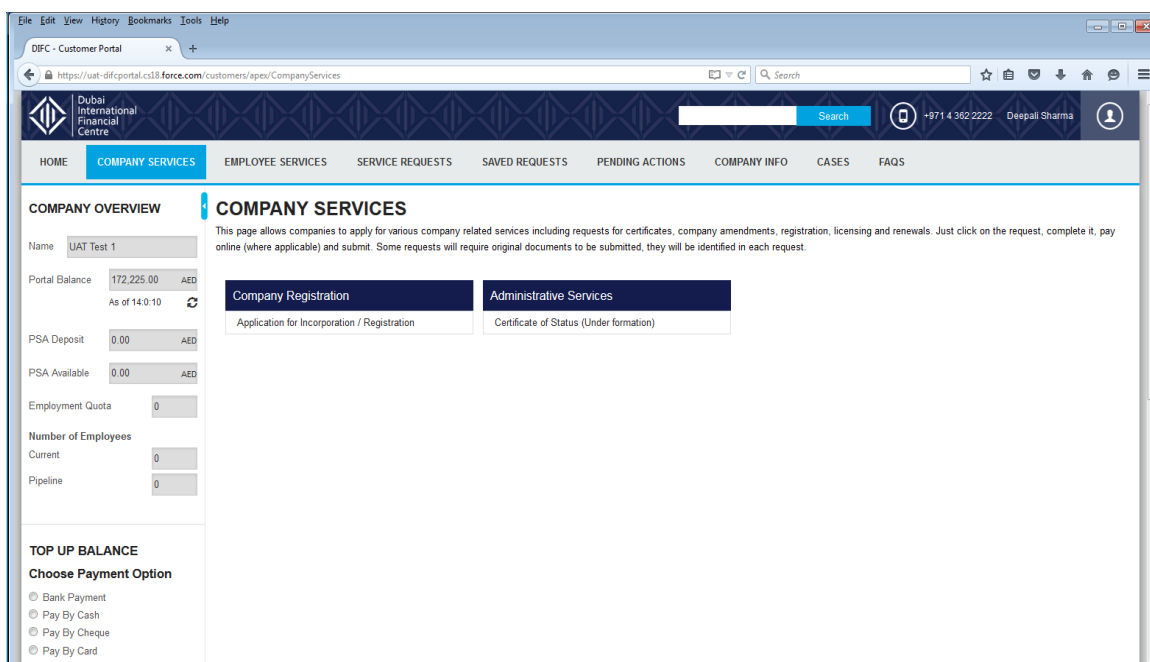 File Edit View History Bookmarks Tools Help
DIFC - Customer Portal × +
https://uat-difcportal.cs18.force.com/customers/apex/CompanyServices
Search
Dubai
International
Financial
Centre
Search
+971 4 362 2222 Deepali Sharma
HOME COMPANY SERVICES EMPLOYEE SERVICES SERVICE REQUESTS SAVED REQUESTS PENDING ACTIONS COMPANY INFO CASES FAQS
COMPANY OVERVIEW
Name UAT Test 1
Portal Balance 172,225.00 AED
As of 14:0:10
PSA Deposit 0.00 AED
PSA Available 0.00 AED
Employment Quota 0
Number of Employees
Current 0
Pipeline 0
TOP UP BALANCE
Choose Payment Option
Bank Payment
Pay By Cash
Pay By Cheque
Pay By Card
COMPANY SERVICES
This page allows companies to apply for various company related services including requests for certificates, company amendments, registration, licensing and renewals. Just click on the request, complete it, pay
online (where applicable) and submit. Some requests will require original documents to be submitted, they will be identified in each request.
Company Registration
Application for Incorporation / Registration
Administrative Services
Certificate of Status (Under formation)